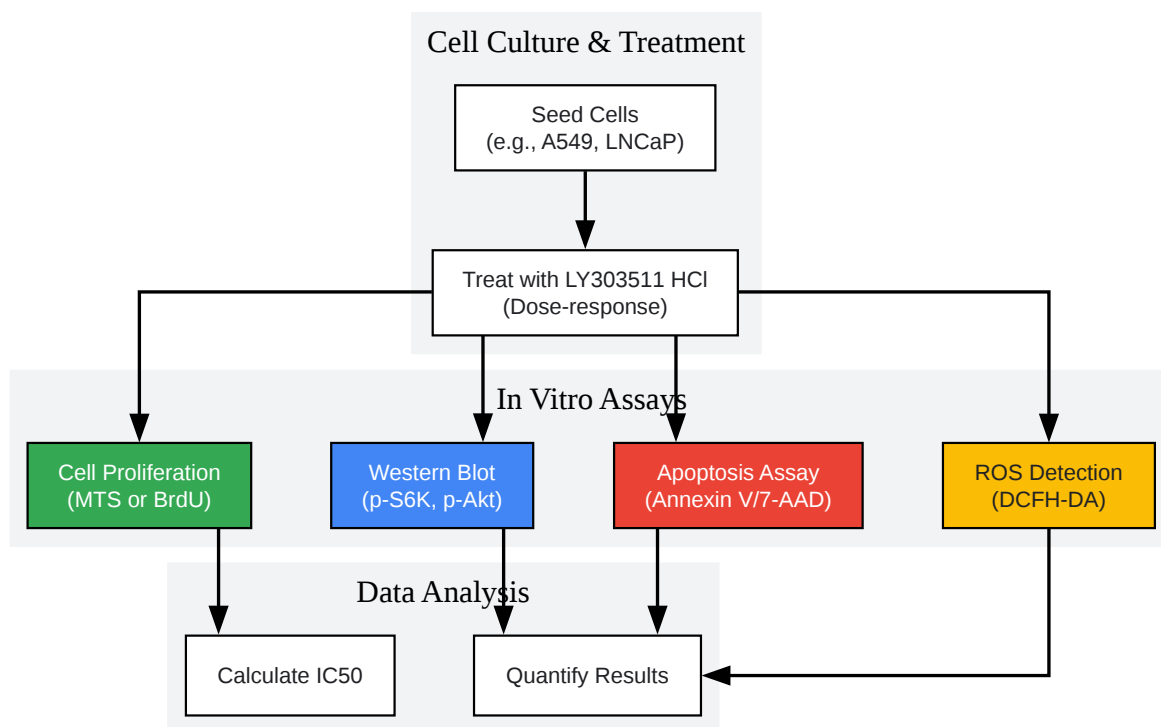 Cell Culture & Treatment
Seed Cells
(e.g., A549, LNCaP)
Treat with LY303511 HCl
(Dose-response)
In Vitro Assays
Cell Proliferation
(MTS or BrdU)
Western Blot
(p-S6K, p-Akt)
Apoptosis Assay
(Annexin V/7-AAD)
ROS Detection
(DCFH-DA)
Data Analysis
Calculate IC50
Quantify Results